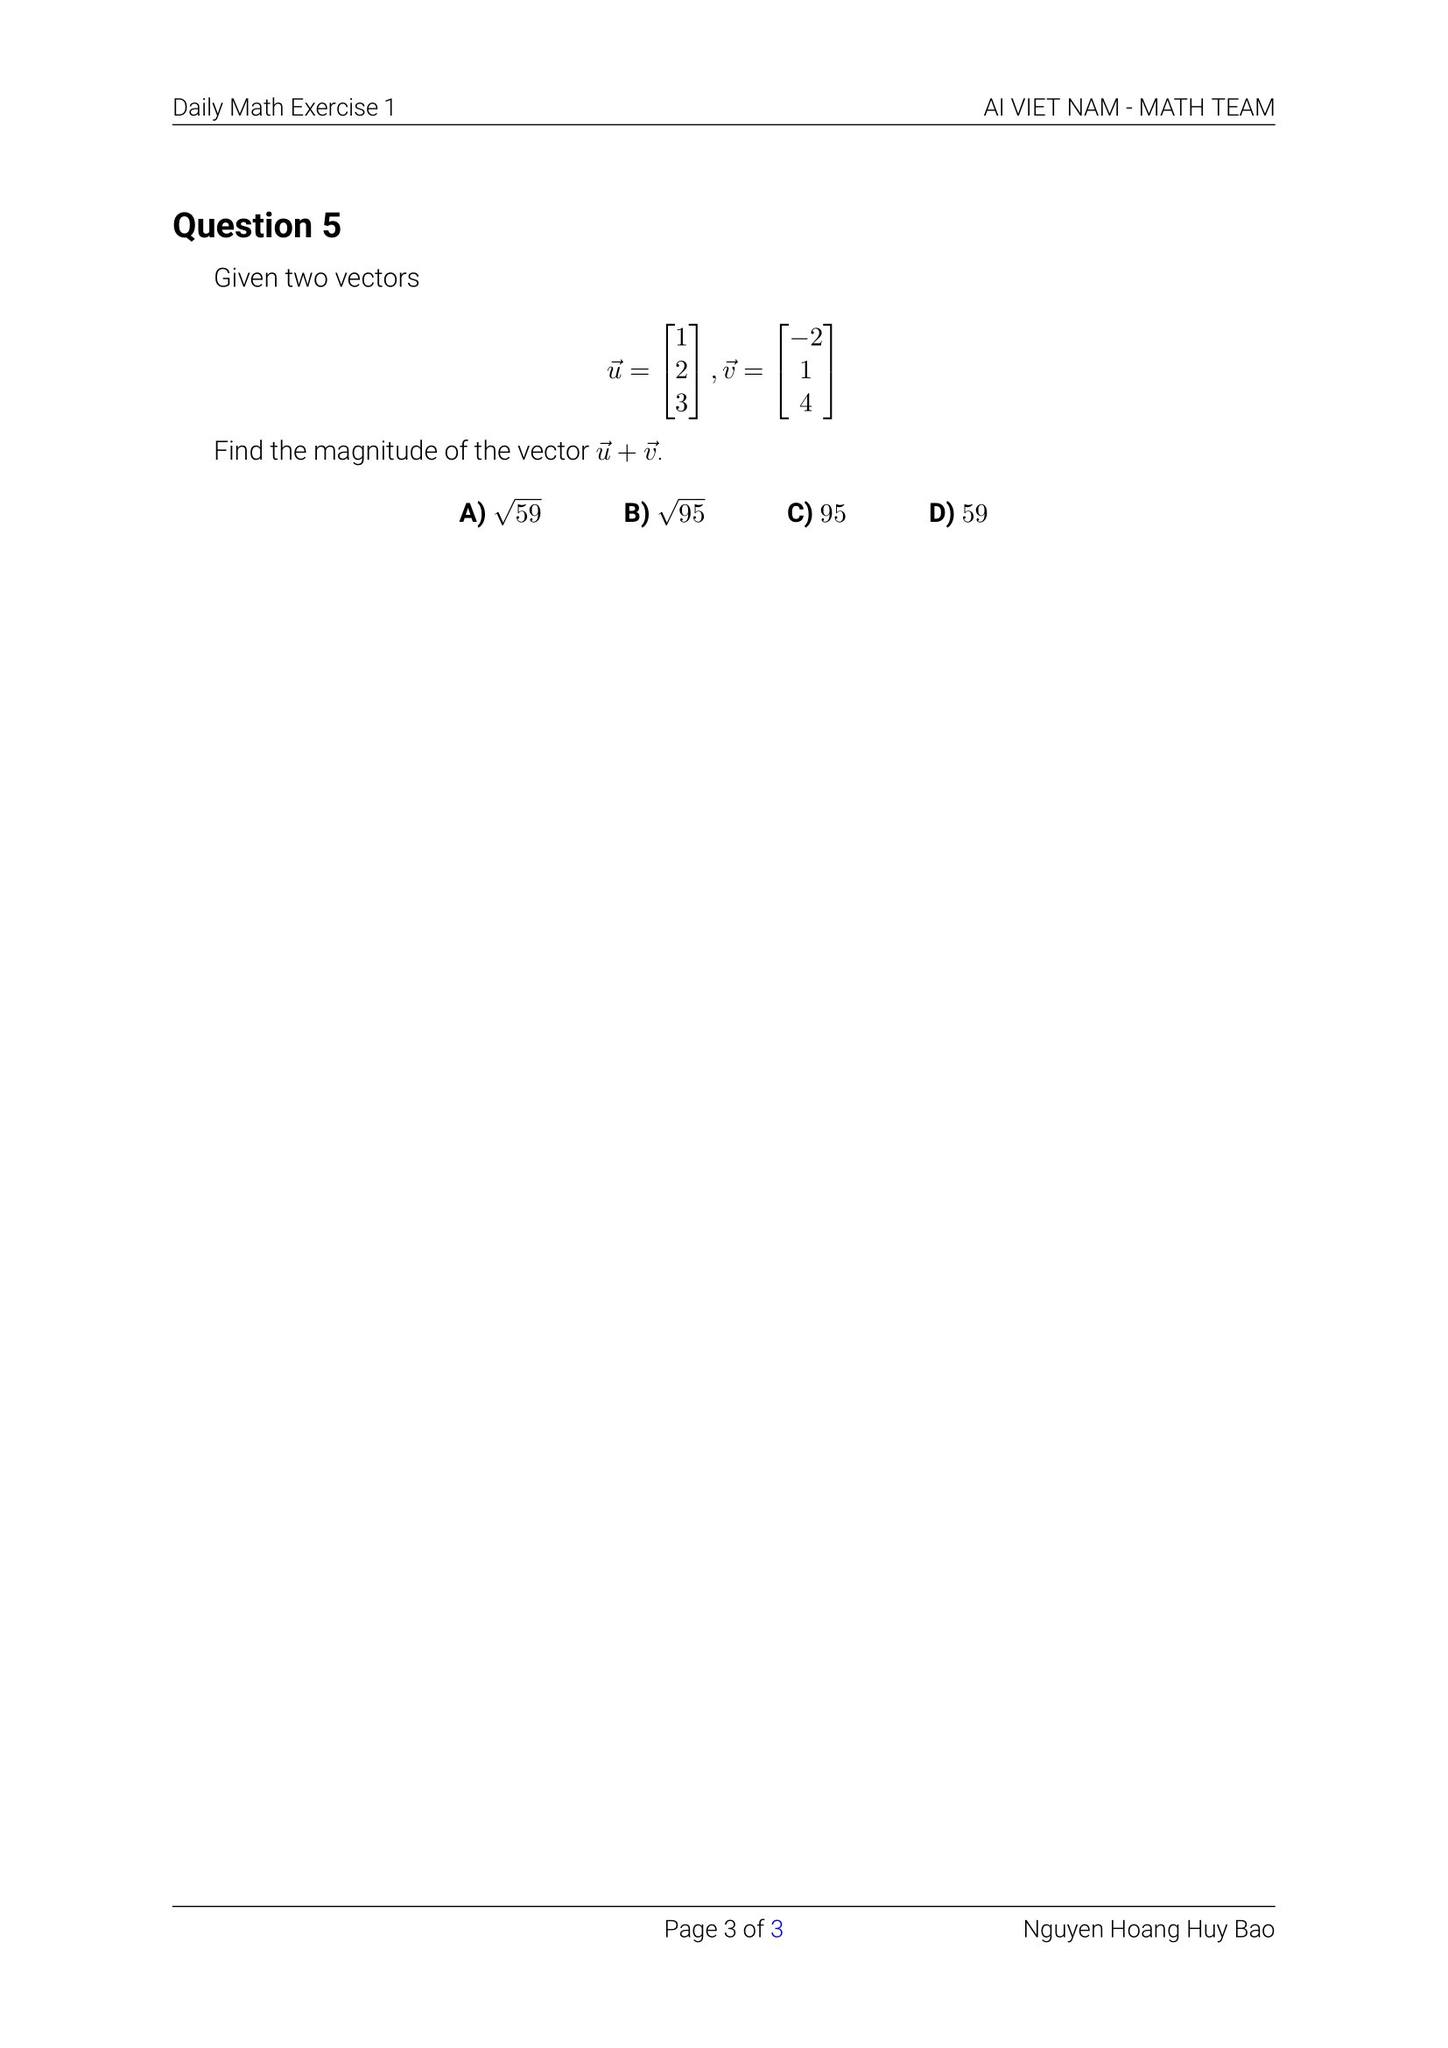 Daily Math Exercise 1 AI VIET NAM - MATH TEAM
Question 5
Given two vectors
$\vec{u} = \begin{bmatrix} 1 \\ 2 \\ 3 \end{bmatrix}, \vec{v} = \begin{bmatrix} -2 \\ 1 \\ 4 \end{bmatrix}$
Find the magnitude of the vector $\vec{u} + \vec{v}$.
A) $\sqrt{59}$ B) $\sqrt{95}$ C) 95 D) 59
Page 3 of 3 Nguyen Hoang Huy Bao